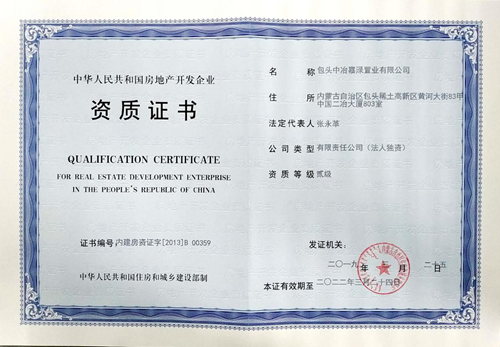 中华人民共和国房地产开发企业
资质证书
QUALIFICATION CERTIFICATE
FOR REAL ESTATE DEVELOPMENT ENTERPRISE
IN THE PEOPLE'S REPUBLIC OF CHINA
证书编号 内建房资证字[2013]B 00359
中华人民共和国住房和城乡建设部制
名称 包头中冶嘉渌置业有限公司
住所 内蒙古自治区包头稀土高新区黄河大街83甲
中国二冶大厦803室
法定代表人 张永革
公司类型 有限责任公司（法人独资）
资质等级 贰级
发证机关:
二〇一九年三月二十五日
本证有效期至 二〇二二年三月二十四日